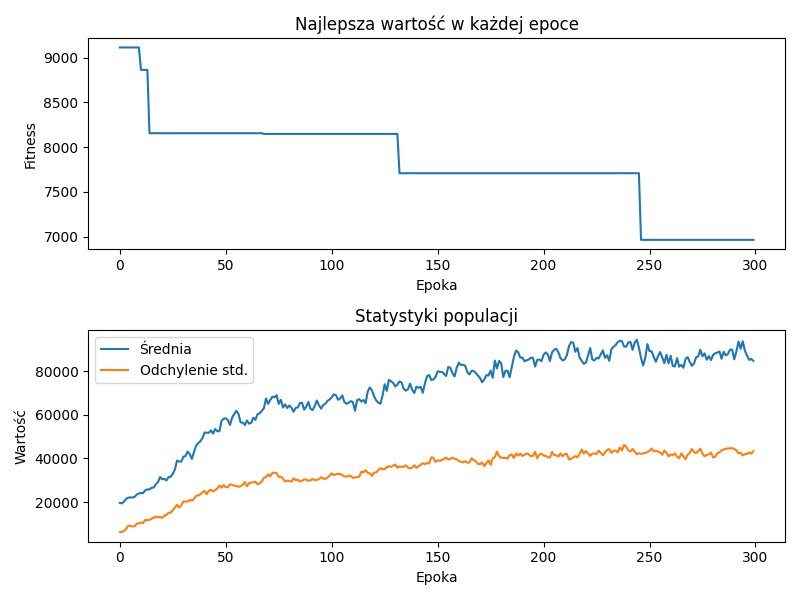 Najlepsza wartość w każdej epoce
9000
8500
8000
7500
7000
Fitness
0 50 100 150 200 250 300
Epoka
Statystyki populacji
Średnia
Odchylenie std.
80000
60000
40000
20000
Wartość
0 50 100 150 200 250 300
Epoka